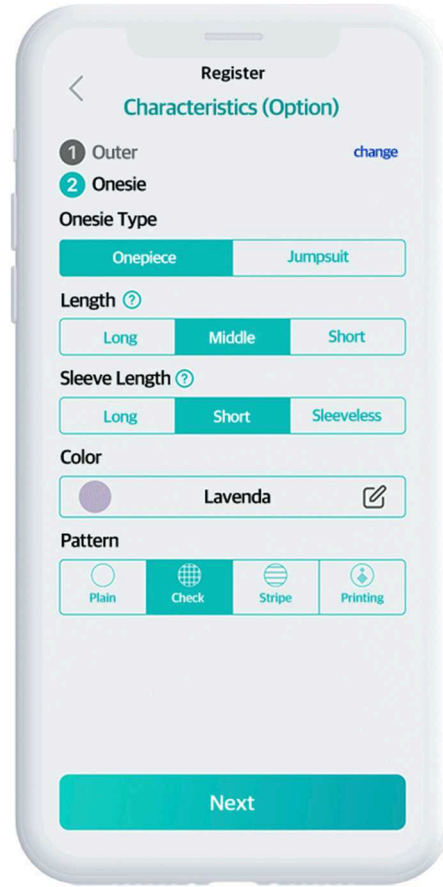 Register
Characteristics (Option)
1 Outer change
2 Onesie
Onesie Type
Onepiece Jumpsuit
Length ?
Long Middle Short
Sleeve Length ?
Long Short Sleeveless
Color
Lavenda
Pattern
Plain Check Stripe Printing
Next